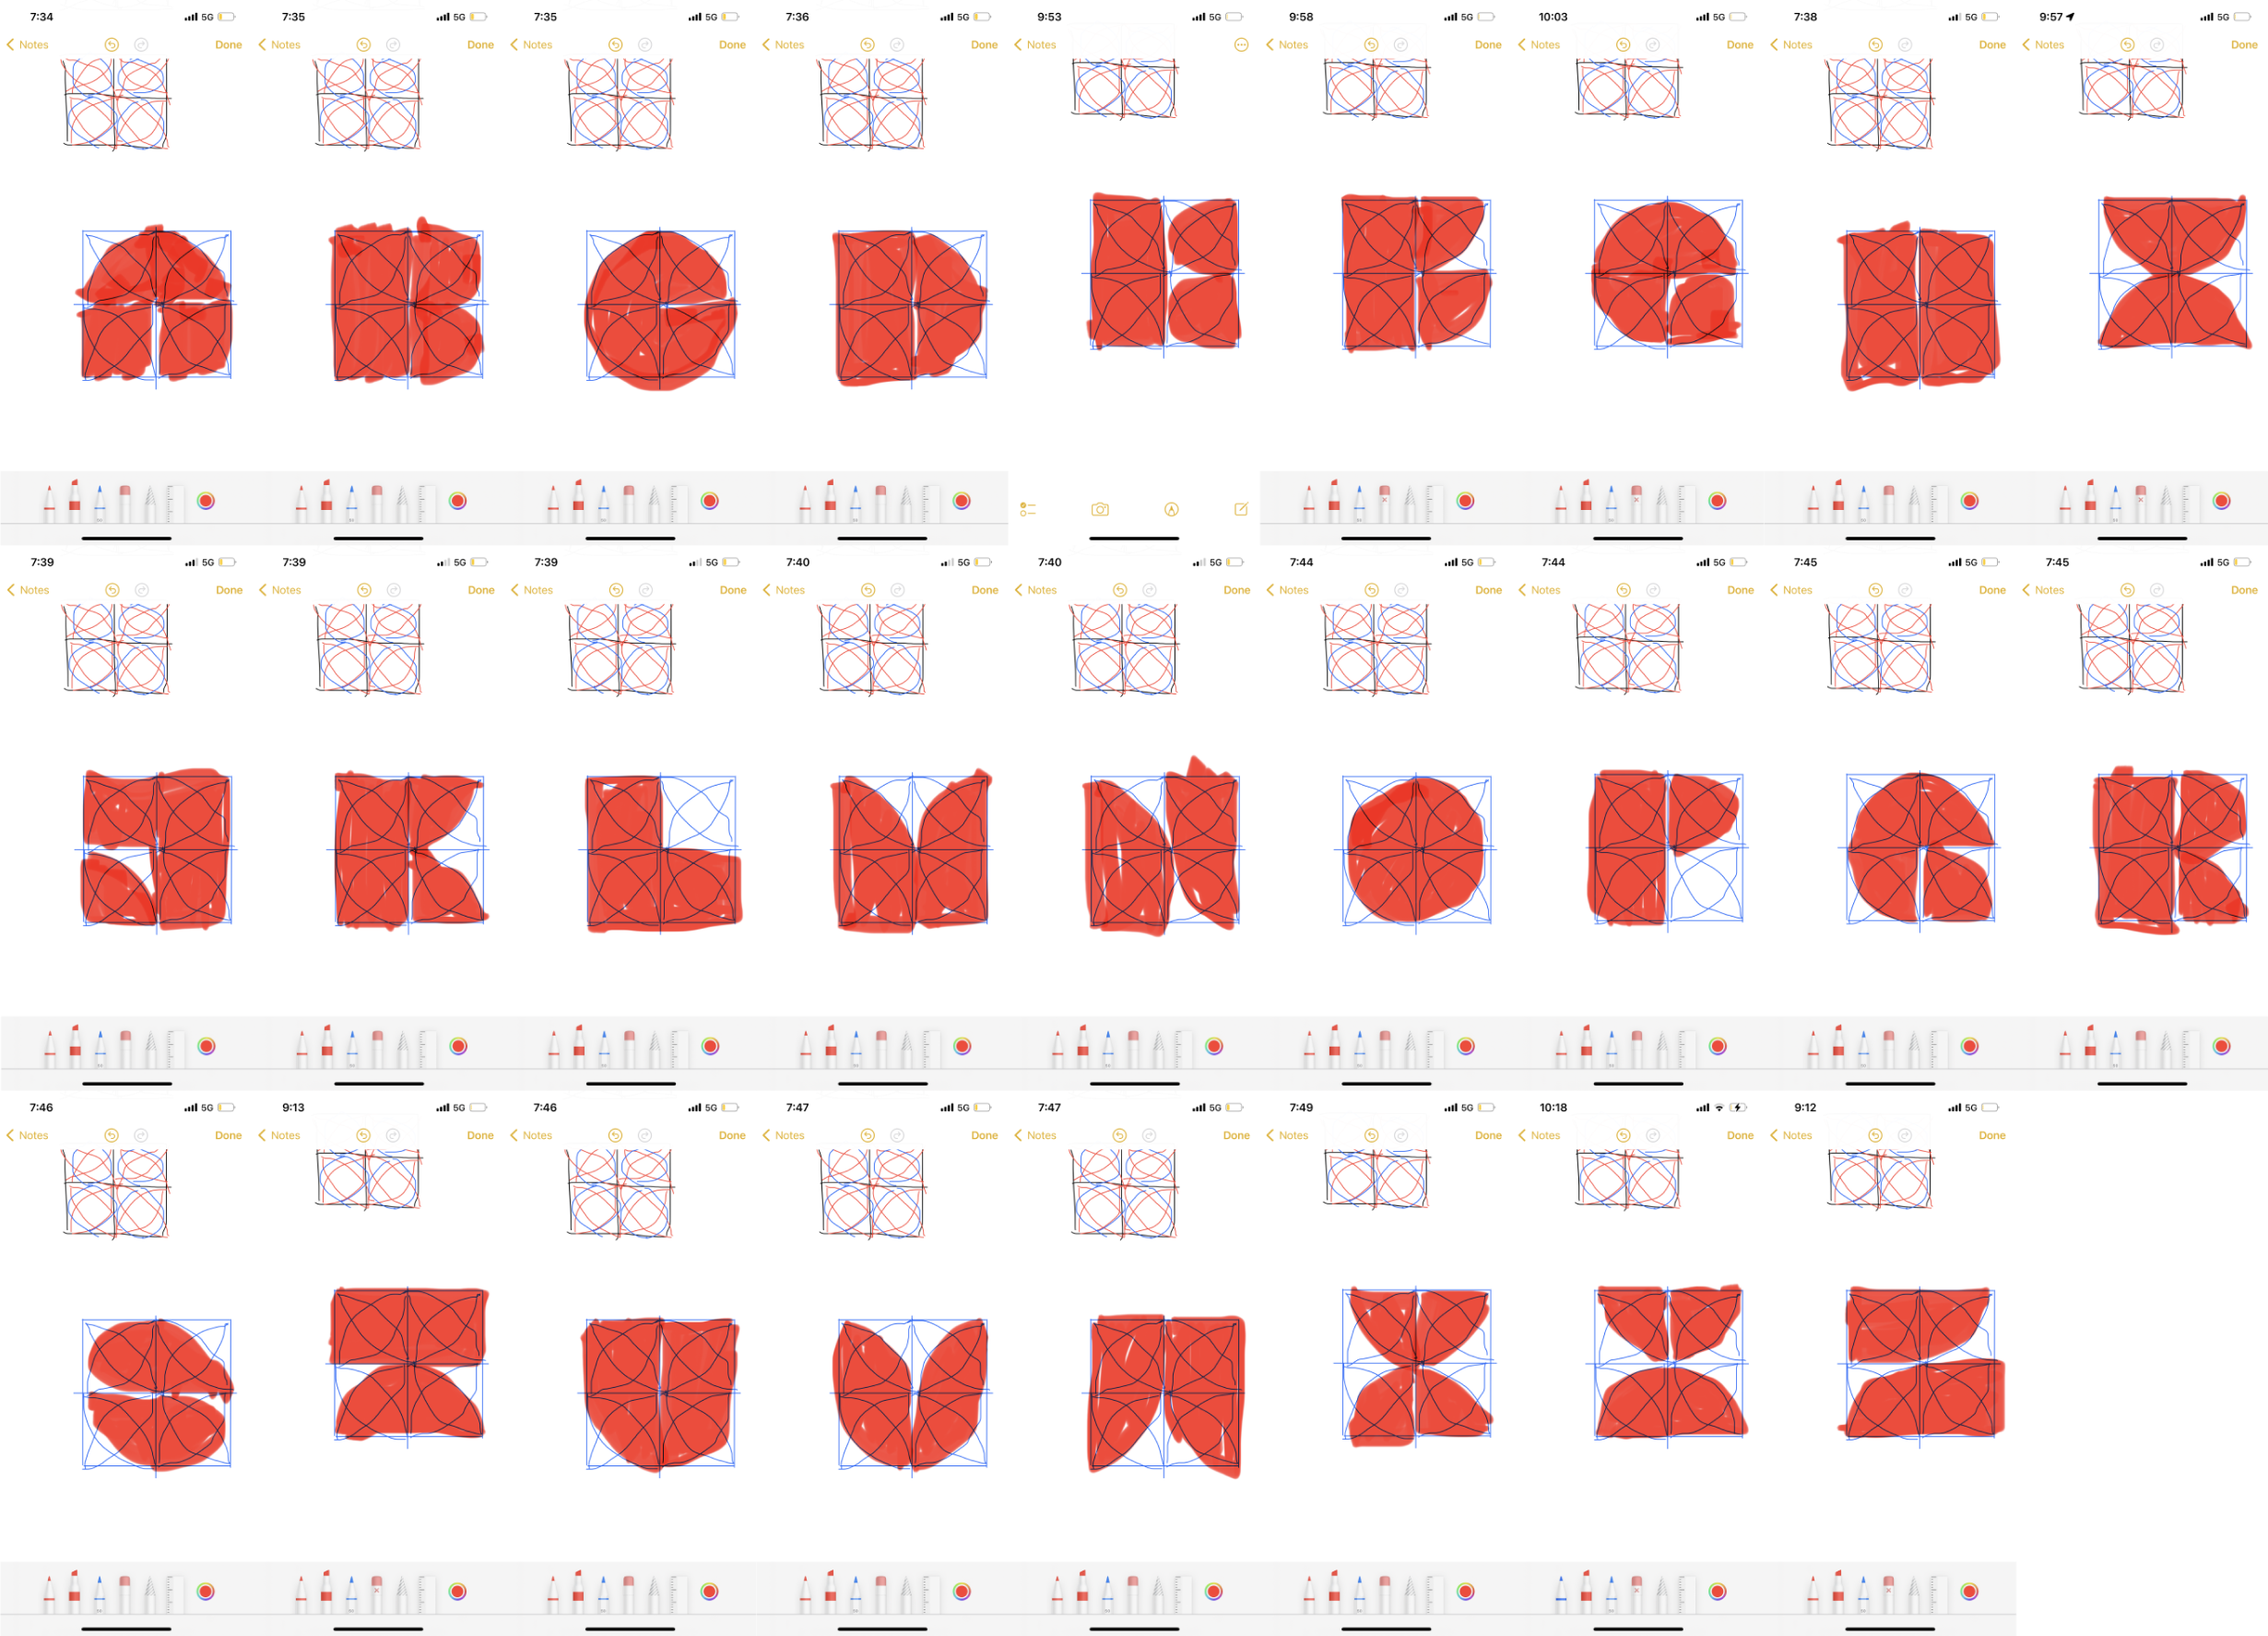 7:34 5G 7:35 5G 7:35 5G 7:36 5G 9:53 5G 9:58 5G 10:03 5G 7:38 5G 9:57 5G
Notes Done Notes Done Notes Done Notes Done Notes Notes Done Notes Done Notes Done Notes Done
A B C D E F G H I
7:39 5G 7:39 5G 7:39 5G 7:40 5G 7:40 5G 7:44 5G 7:44 5G 7:45 5G 7:45 5G
Notes Done Notes Done Notes Done Notes Done Notes Done Notes Done Notes Done Notes Done Notes Done
J K L M N O P Q R
7:46 5G 9:13 5G 7:46 5G 7:47 5G 7:47 5G 7:49 5G 10:18 9:12 5G
Notes Done Notes Done Notes Done Notes Done Notes Done Notes Done Notes Done Notes Done
S T U V W X Y Z